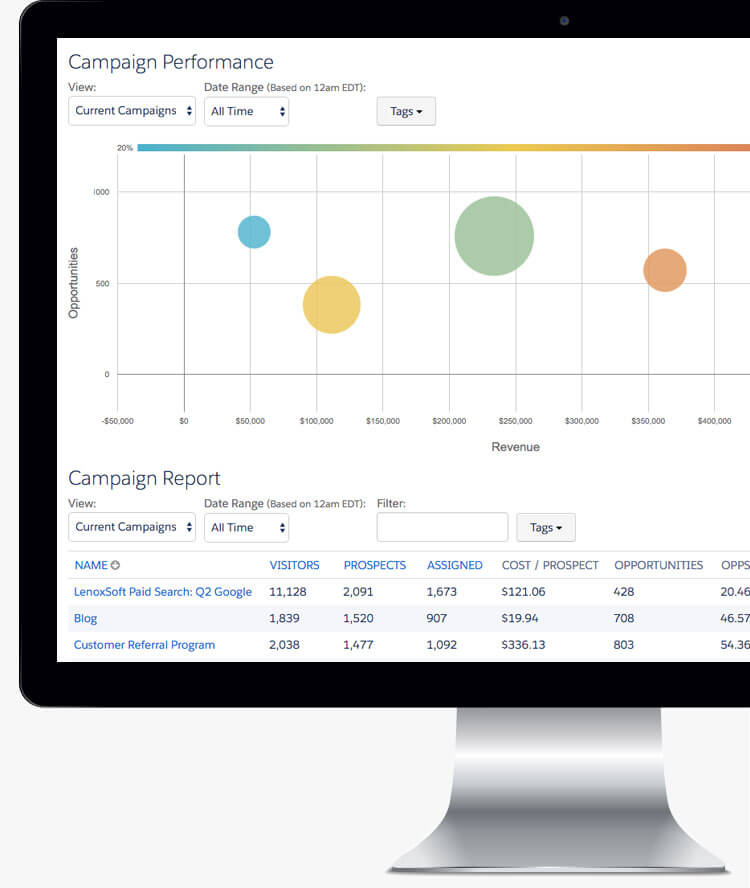 Campaign Performance
View: Date Range (Based on 12am EDT):
Current Campaigns All Time Tags
20%
1000
500
0
Opportunities
-$50,000 $0 $50,000 $100,000 $150,000 $200,000 $250,000 $300,000 $350,000 $400,000
Revenue
Campaign Report
View: Date Range (Based on 12am EDT): Filter:
Current Campaigns All Time Tags
NAME VISITORS PROSPECTS ASSIGNED COST / PROSPECT OPPORTUNITIES OPPS
LenoxSoft Paid Search: Q2 Google 11,128 2,091 1,673 $121.06 428 20.46
Blog 1,839 1,520 907 $19.94 708 46.57
Customer Referral Program 2,038 1,477 1,092 $336.13 803 54.36